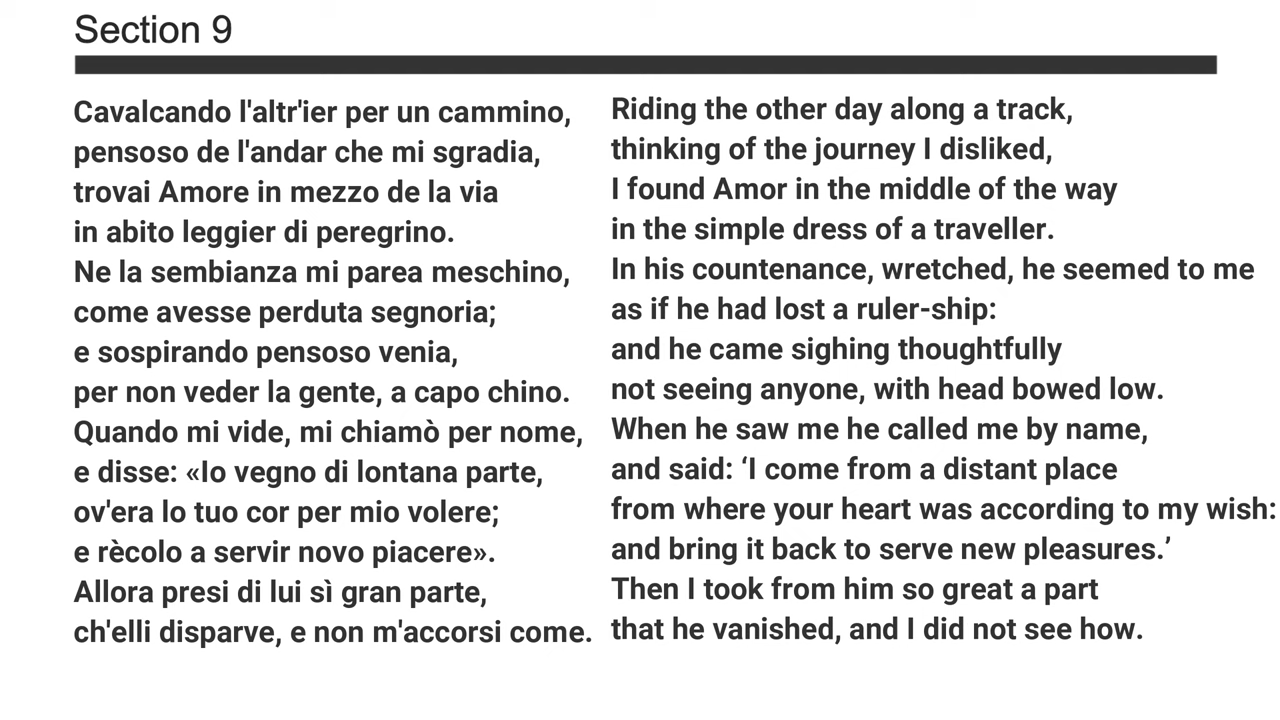 Section 9
Cavalcando l'altr'ier per un cammino,
pensoso de l'andar che mi sgradia,
trovai Amore in mezzo de la via
in abito leggier di peregrino.
Ne la sembianza mi parea meschino,
come avesse perduta segnoria;
e sospirando pensoso venia,
per non veder la gente, a capo chino.
Quando mi vide, mi chiamò per nome,
e disse: «Io vegno di lontana parte,
ov'era lo tuo cor per mio volere;
e rècolo a servir novo piacere».
Allora presi di lui sì gran parte,
ch'elli disparve, e non m'accorsi come.
Riding the other day along a track,
thinking of the journey I disliked,
I found Amor in the middle of the way
in the simple dress of a traveller.
In his countenance, wretched, he seemed to me
as if he had lost a ruler-ship:
and he came sighing thoughtfully
not seeing anyone, with head bowed low.
When he saw me he called me by name,
and said: ‘I come from a distant place
from where your heart was according to my wish:
and bring it back to serve new pleasures.’
Then I took from him so great a part
that he vanished, and I did not see how.